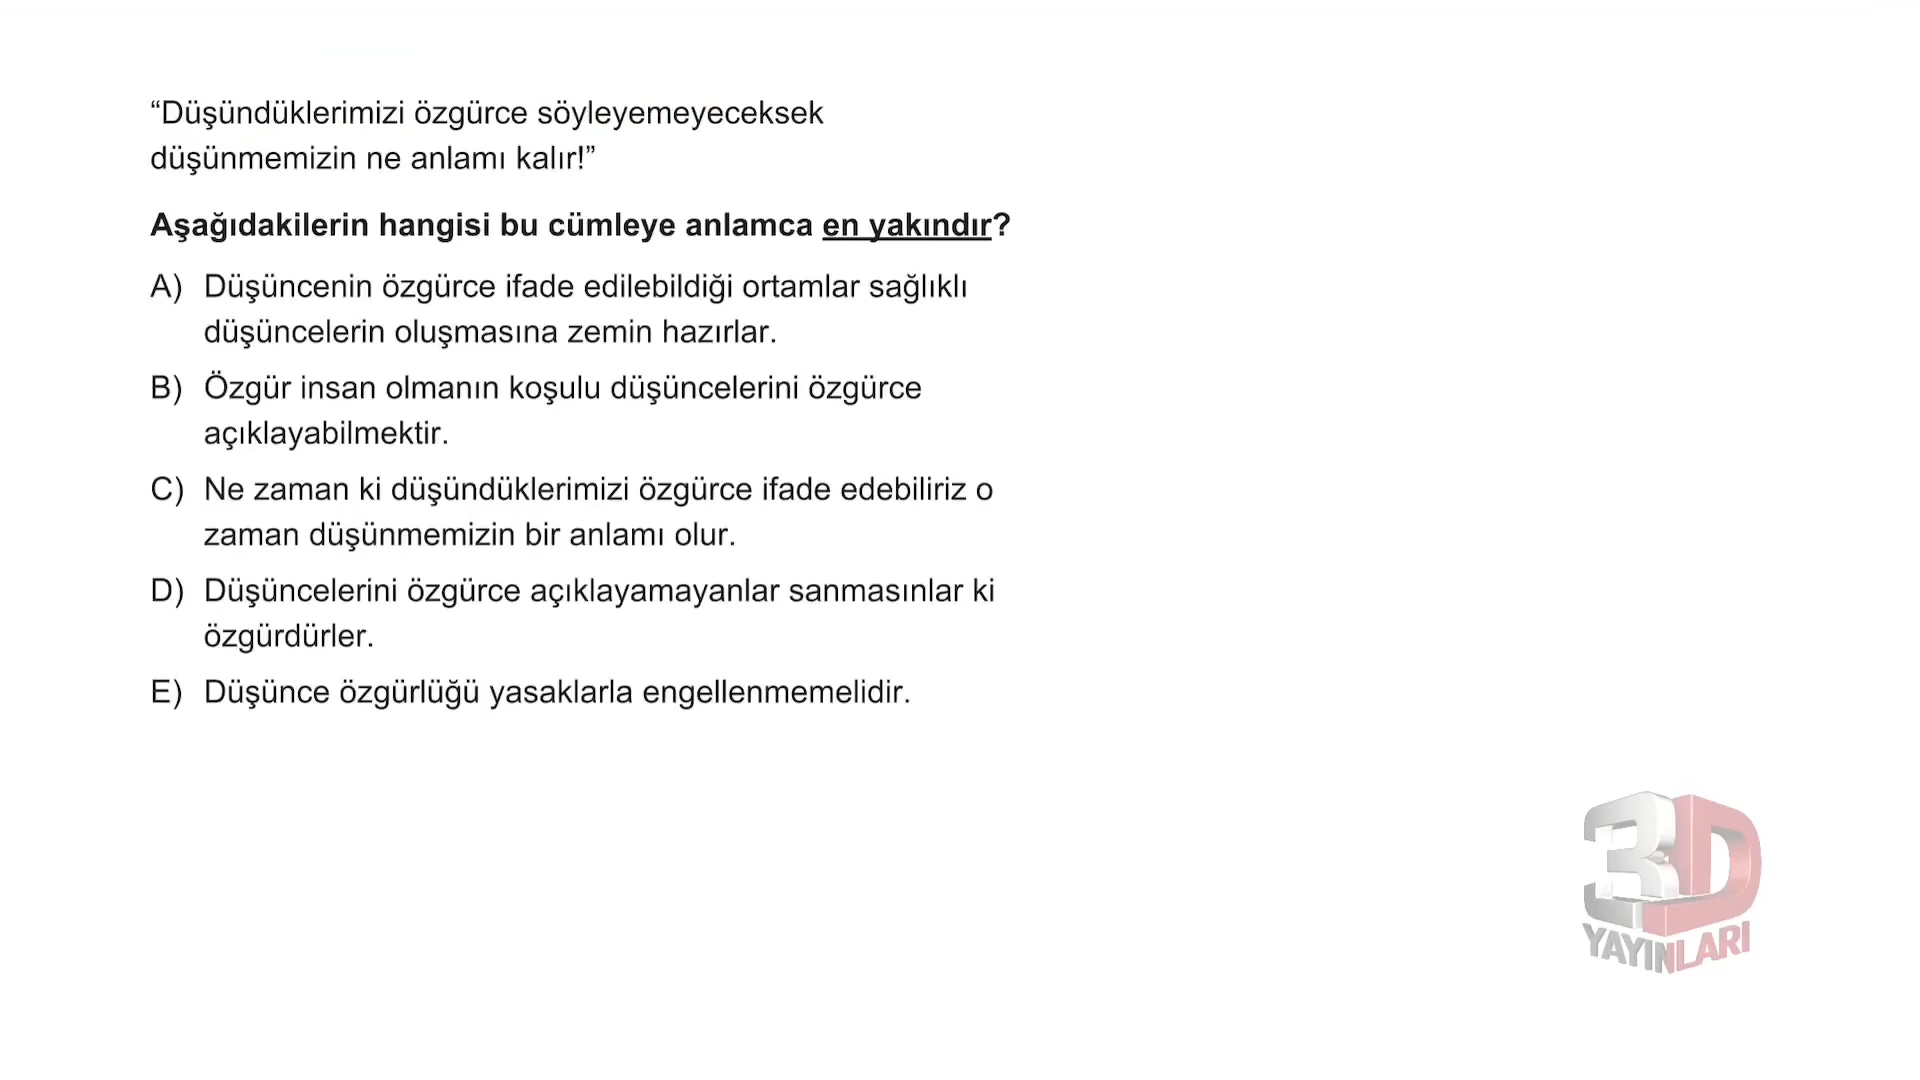 “Düşündüklerimizi özgürce söyleyemeyeceksek
düşünmemizin ne anlamı kalır!”
Aşağıdakilerin hangisi bu cümleye anlamca en yakındır?
A) Düşüncenin özgürce ifade edilebildiği ortamlar sağlıklı
düşüncelerin oluşmasına zemin hazırlar.
B) Özgür insan olmanın koşulu düşüncelerini özgürce
açıklayabilmektir.
C) Ne zaman ki düşündüklerimizi özgürce ifade edebiliriz o
zaman düşünmemizin bir anlamı olur.
D) Düşüncelerini özgürce açıklayamayanlar sanmasınlar ki
özgürdürler.
E) Düşünce özgürlüğü yasaklarla engellenmemelidir.
3D
YAYINLARI